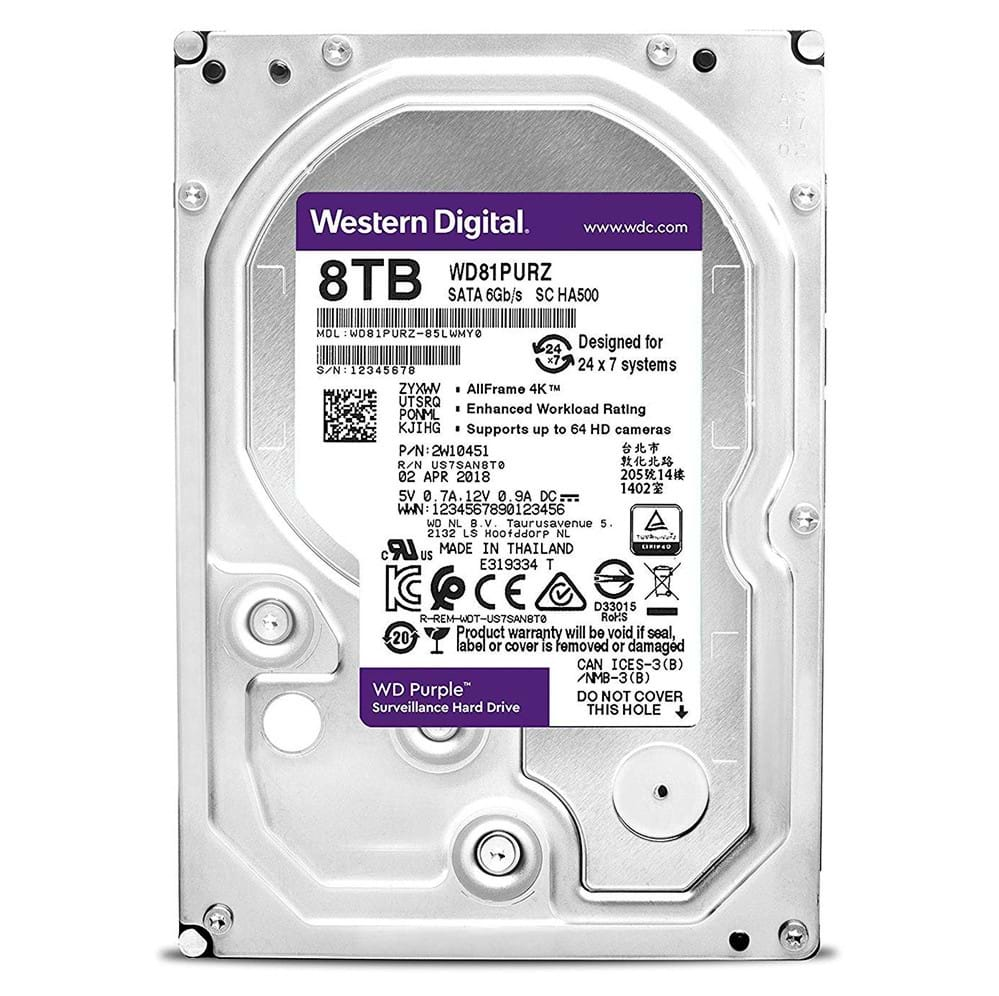 Western Digital.
www.wdc.com
8TB
WD81PURZ
SATA 6Gb/s SC HA500
MDL:WD81PURZ-85LWMY0
S/N:12345678
24
x7
Designed for
24 x 7 systems
ZYXWV
UTSRQ
PONML
KJIHG
▪ AllFrame 4K™
▪ Enhanced Workload Rating
▪ Supports up to 64 HD cameras
P/N:2W10451
R/N US7SAN8T0
02 APR 2018
5V 0.7A.12V 0.9A DC
WWN:1234567890123456
WD NL B.V. Taurusavenue 5.
2132 LS Hoofddorp NL
台北市
敦化北路
205號14樓
1402室
c RU US MADE IN THAILAND
E319334 T
CE
D33015
RoHS
R-REM-WDT-US7SAN8T0
20
Product warranty will be void if seal,
label or cover is removed or damaged
CAN ICES-3(B)
/NMB-3(B)
DO NOT COVER
THIS HOLE
WD Purple™
Surveillance Hard Drive